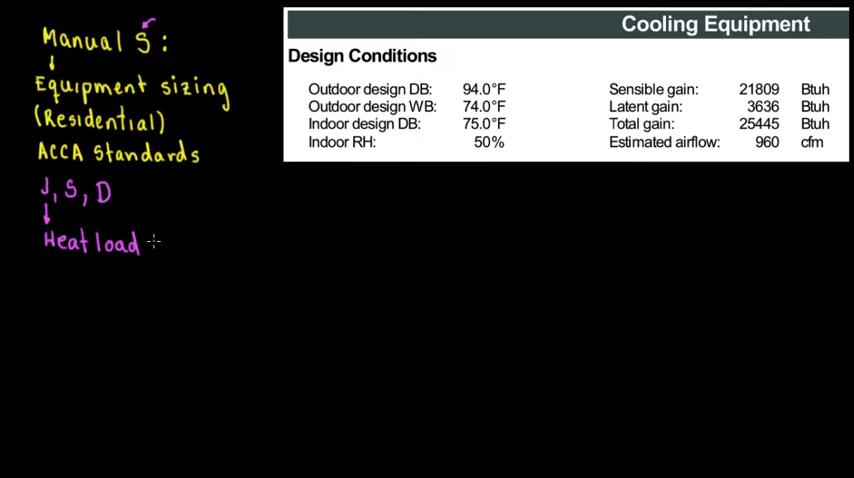 Manual S:
Equipment sizing
(Residential)
ACCA Standards
J, S, D
Heat load
Cooling Equipment
Design Conditions
Outdoor design DB: 94.0°F Sensible gain: 21809 Btuh
Outdoor design WB: 74.0°F Latent gain: 3636 Btuh
Indoor design DB: 75.0°F Total gain: 25445 Btuh
Indoor RH: 50% Estimated airflow: 960 cfm